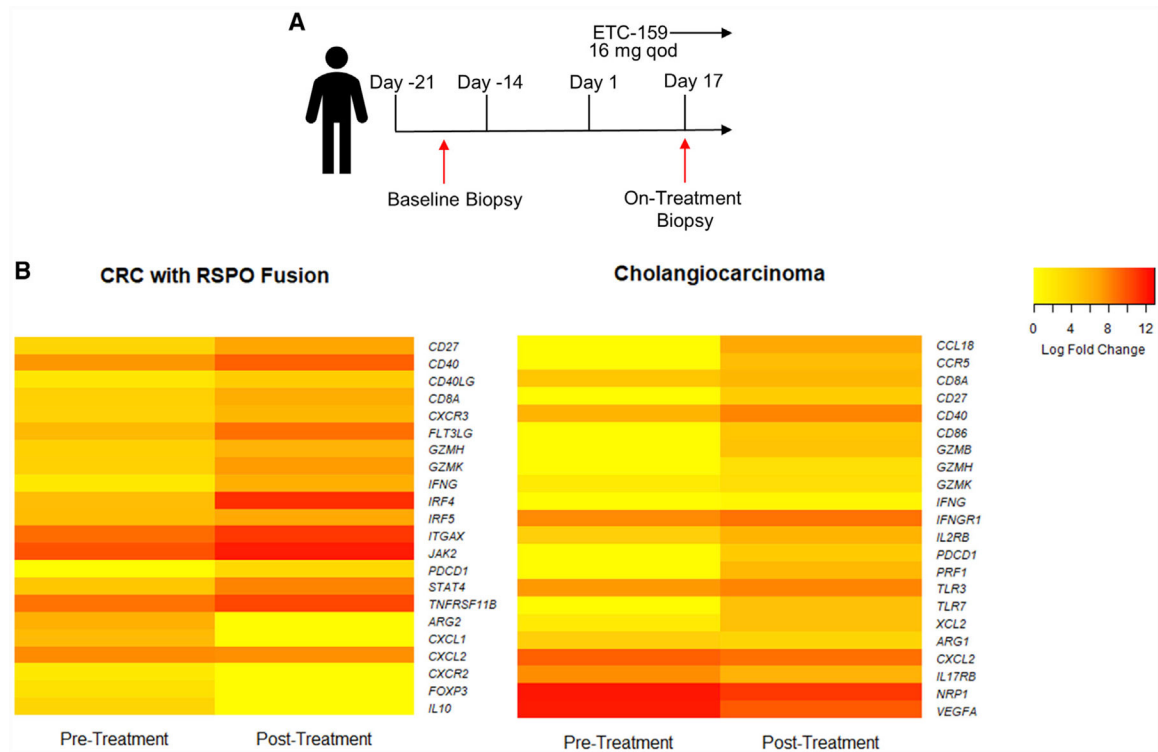 A
ETC-159
16 mg qod
Day -21
Day -14
Day 1
Day 17
Baseline Biopsy
On-Treatment
Biopsy
B
CRC with RSPO Fusion
Cholangiocarcinoma
0 4 8 12
Log Fold Change
CD27
CD40
CD40LG
CD8A
CXCR3
FLT3LG
GZMH
GZMK
IFNG
IRF4
IRF5
ITGAX
JAK2
PDCD1
STAT4
TNFRSF11B
ARG2
CXCL1
CXCL2
CXCR2
FOXP3
IL10
Pre-Treatment
Post-Treatment
CCL18
CCR5
CD8A
CD27
CD40
CD86
GZMB
GZMH
GZMK
IFNG
IFNGR1
IL2RB
PDCD1
PRF1
TLR3
TLR7
XCL2
ARG1
CXCL2
IL17RB
NRP1
VEGFA
Pre-Treatment
Post-Treatment